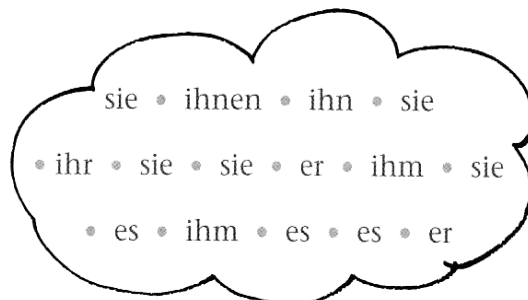 sie • ihnen • ihn • sie
• ihr • sie • sie • er • ihm • sie
• es • ihm • es • es • er